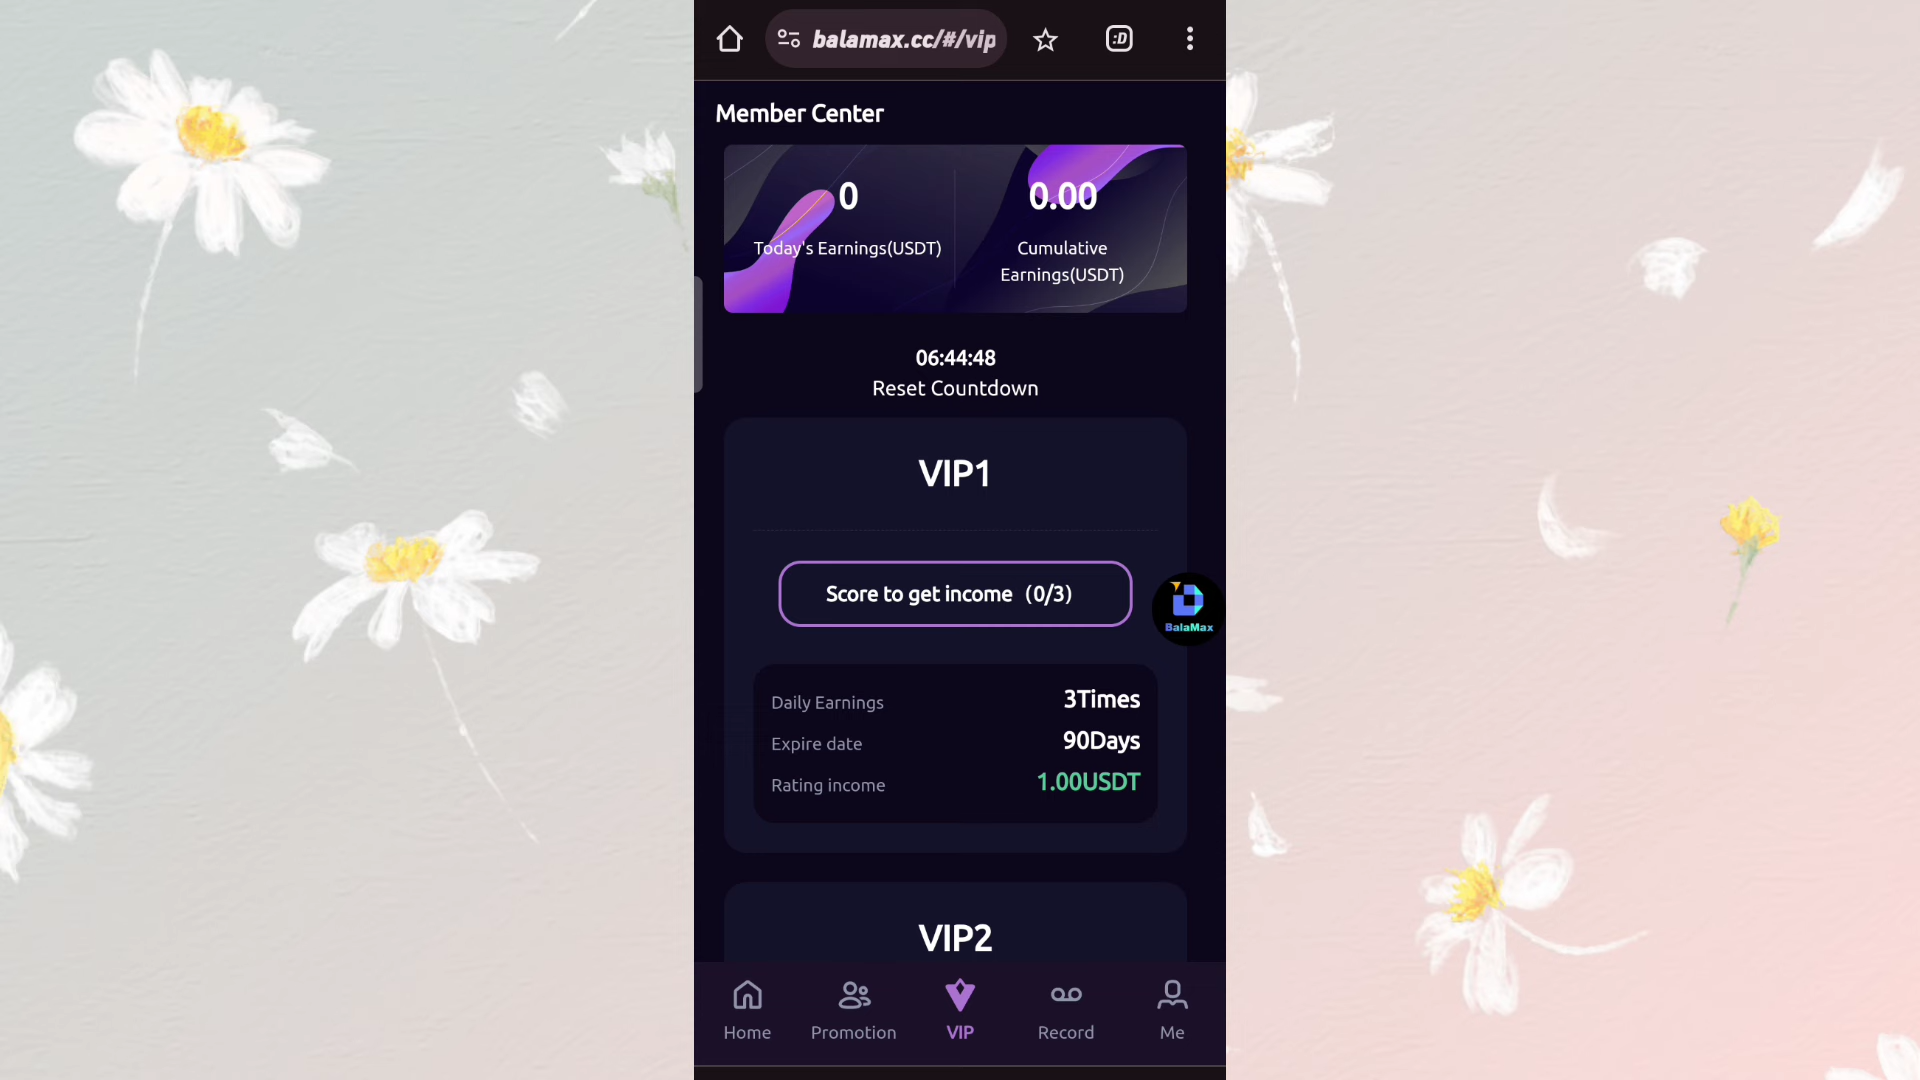 balamax.cc/#/vip
:D
Member Center
0
Today's Earnings(USDT)
0.00
Cumulative
Earnings(USDT)
06:44:48
Reset Countdown
VIP1
Score to get income（0/3）
BalaMax
Daily Earnings 3Times
Expire date 90Days
Rating income 1.00USDT
VIP2
Home Promotion VIP Record Me